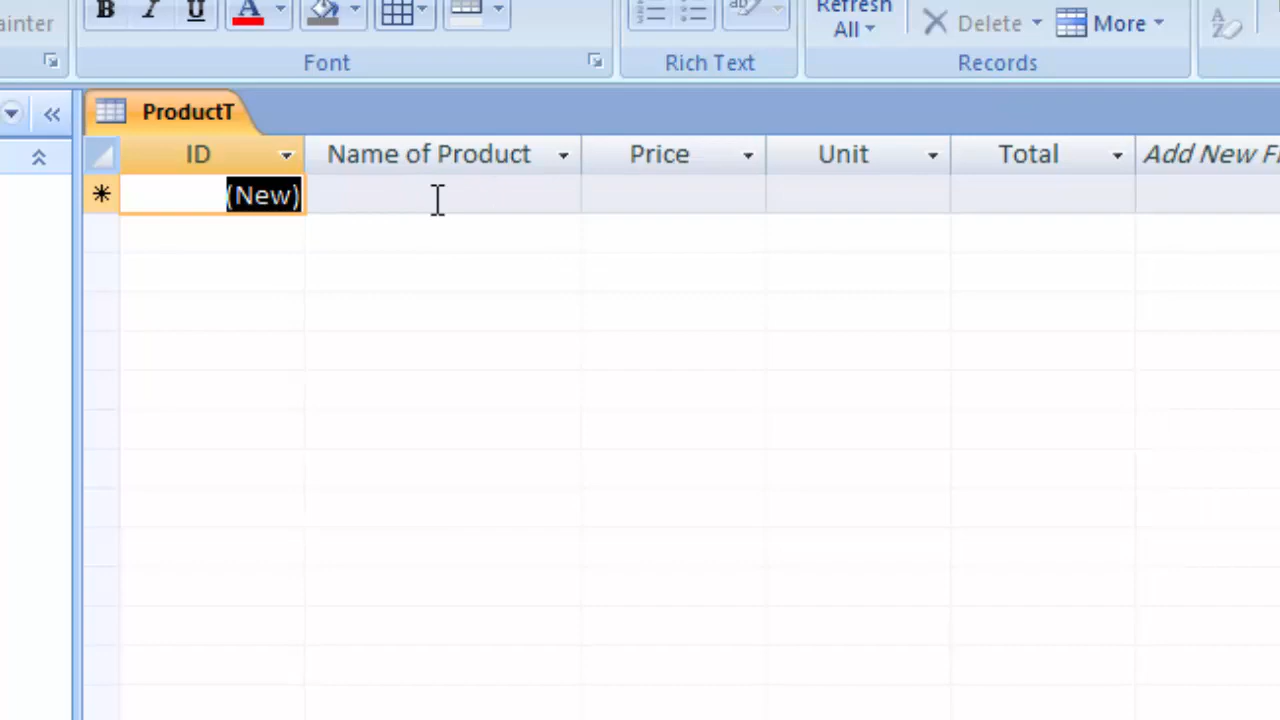 ainter
B I U A
Refresh
All
Delete
More
Font
Rich Text
Records
ProductT
ID
Name of Product
Price
Unit
Total
Add New Fi
(New)